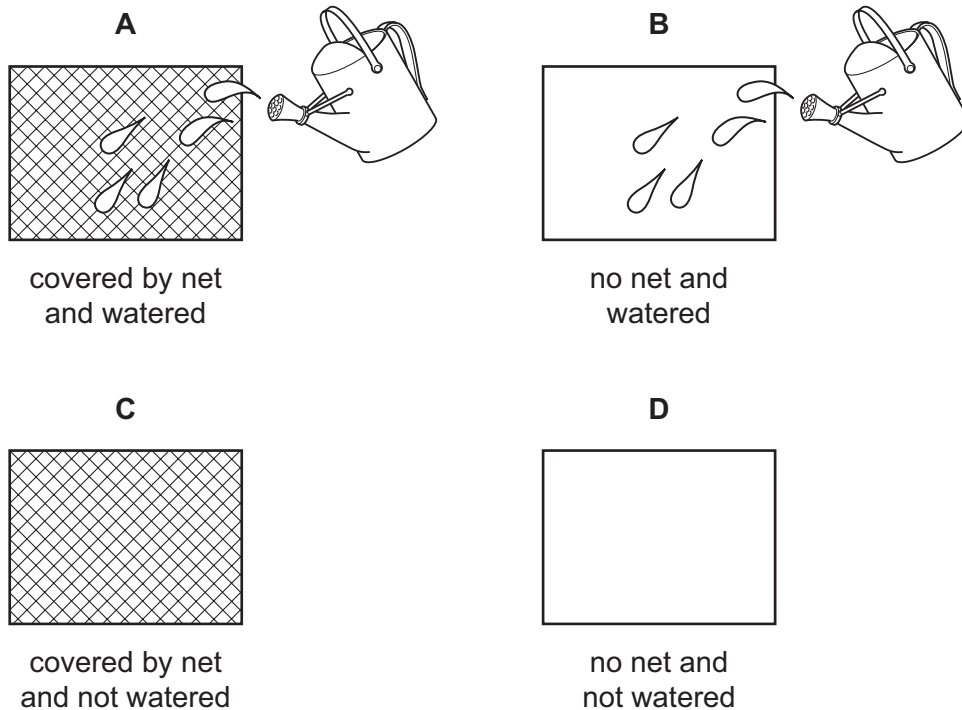 A
B
covered by net
and watered
no net and
watered
C
D
covered by net
and not watered
no net and
not watered